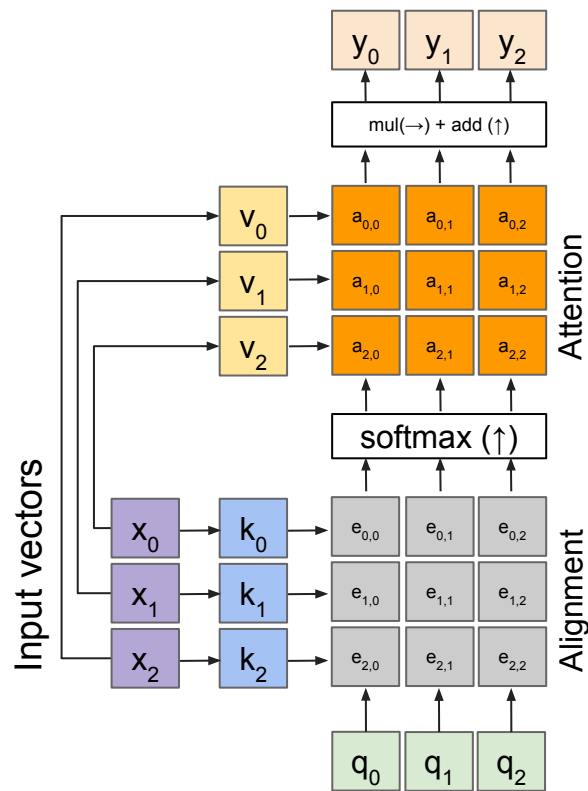 y0 y1 y2
mul(→) + add (↑)
v0 a0,0 a0,1 a0,2
v1 a1,0 a1,1 a1,2
v2 a2,0 a2,1 a2,2
Attention
softmax (↑)
Input vectors
x0 k0 e0,0 e0,1 e0,2
x1 k1 e1,0 e1,1 e1,2
x2 k2 e2,0 e2,1 e2,2
Alignment
q0 q1 q2